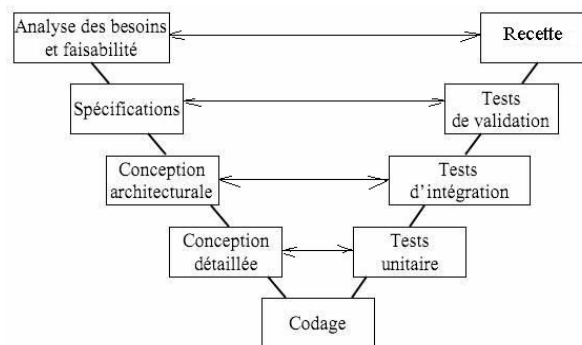 Analyse des besoins
et faisabilité
Recette
Spécifications
Tests
de validation
Conception
architecturale
Tests
d'intégration
Conception
détaillée
Tests
unitaire
Codage